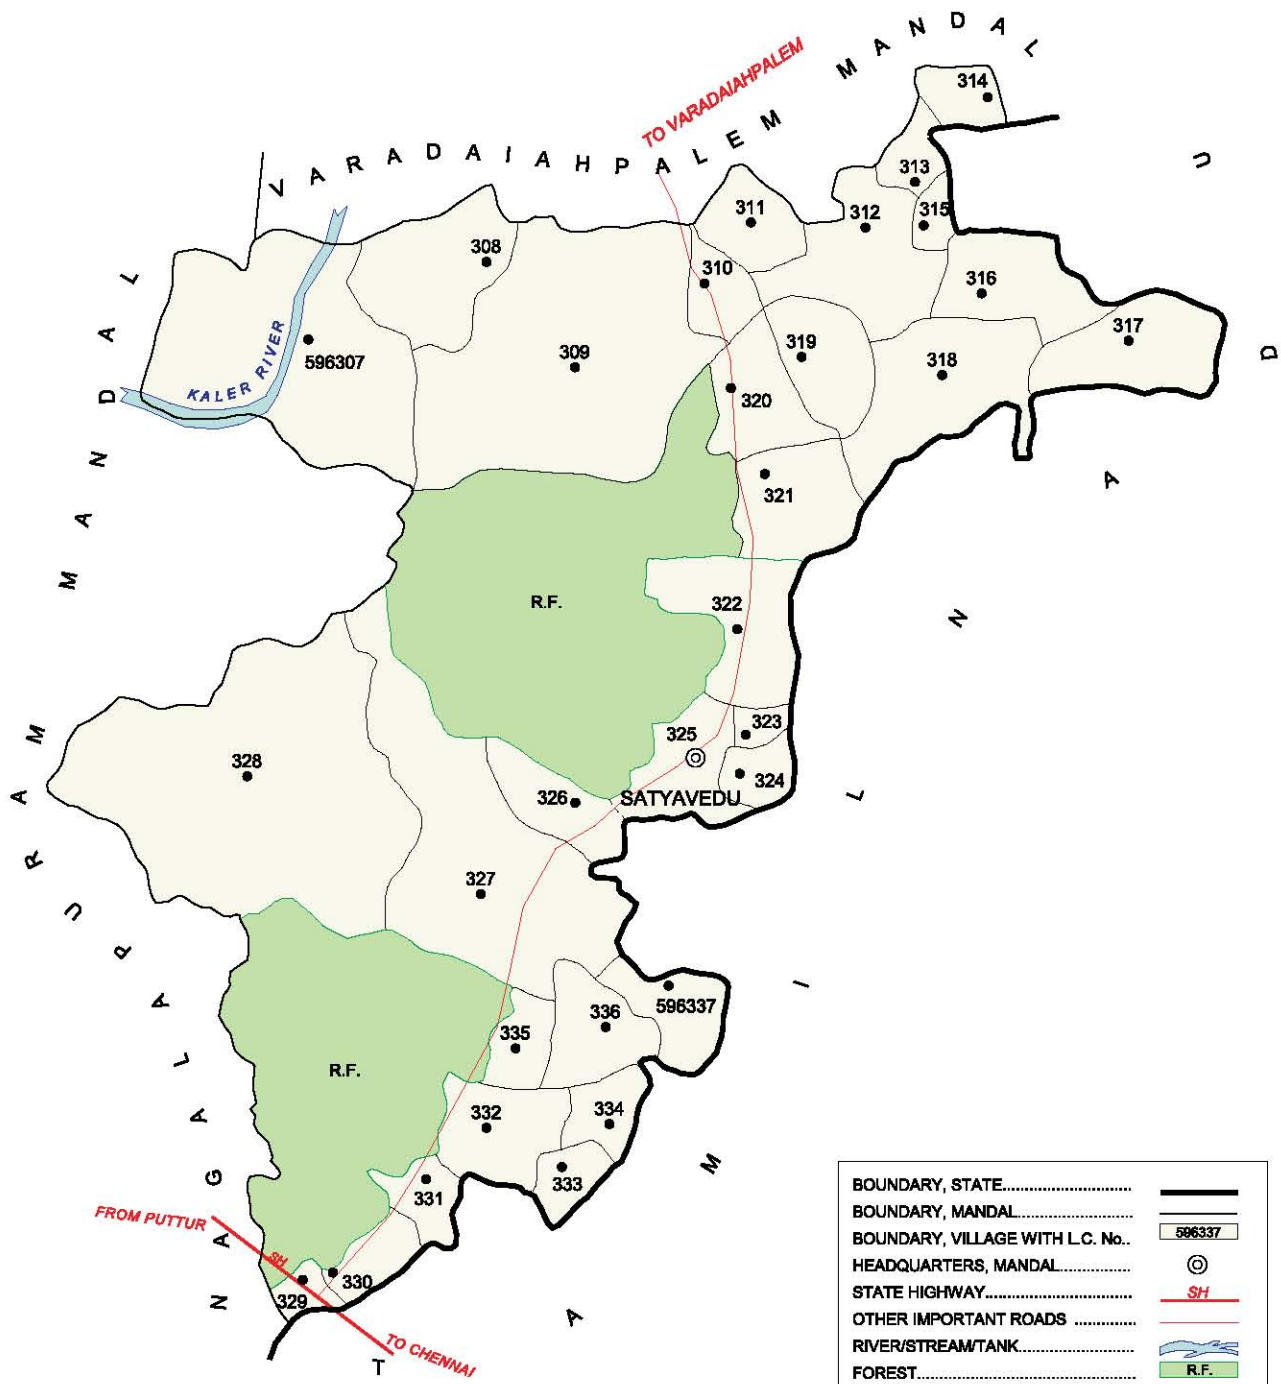 VARADAIAHPALEM MANDAL
TO VARADAIAHPALEM
314
313
311
312
315
308
310
316
317
319
309
318
KALER RIVER
596307
320
321
R.F.
322
323
325
328
324
326
SATYAVEDU
327
596337
336
335
R.F.
332
334
333
331
FROM PUTTUR
SH
330
329
TO CHENNAI
NAGALAPURAM MANDAL
TAMIL NADU
BOUNDARY, STATE..............................
BOUNDARY, MANDAL..........................
BOUNDARY, VILLAGE WITH L.C. No.. 596337
HEADQUARTERS, MANDAL................
STATE HIGHWAY................................. SH
OTHER IMPORTANT ROADS ..............
RIVER/STREAM/TANK.........................
FOREST................................................ R.F.